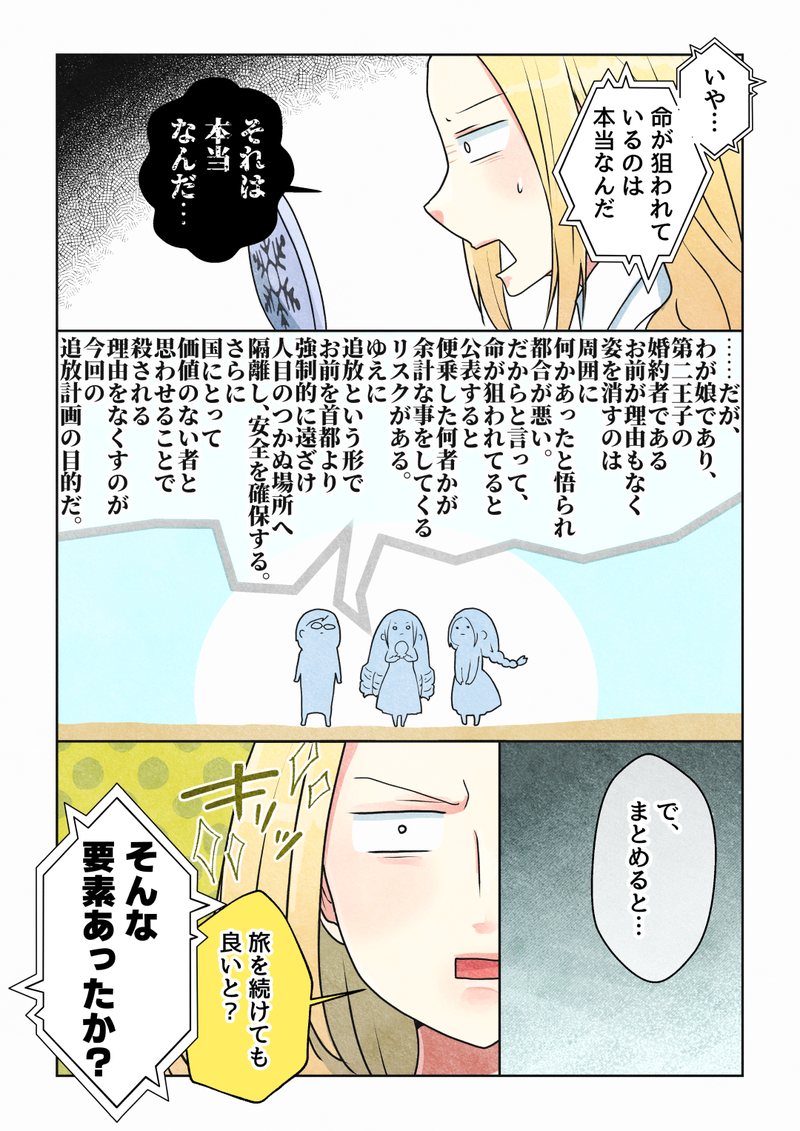 いや…
命が狙われて
いるのは
本当なんだ
それは
本当
なんだ…
……だが、
わが娘であり、
第二王子の
婚約者である
お前が理由もなく
姿を消すのは
周囲に
何かあったと悟られ
都合が悪い。
だからと言って、
命が狙われてると
公表すると
便乗した何者かが
余計な事をしてくる
リスクがある。
ゆえに
追放という形で
お前を首都より
強制的に遠ざけ
人目のつかぬ場所へ
隔離し、安全を確保する。
さらに
国にとって
価値のない者と
思わせることで
殺される
理由をなくすのが
今回の
追放計画の目的だ。
で、
まとめると…
キリッ
旅を続けても
良いと?
そんな
要素あったか?